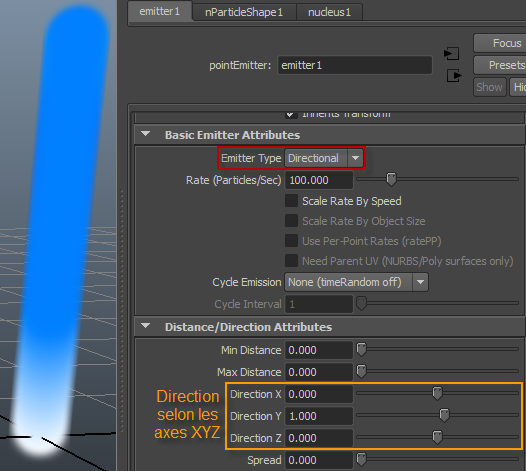 emitter1 nParticleShape1 nucleus1
Focus
pointEmitter: emitter1
Presets
Show
Inherits Transform
Basic Emitter Attributes
Emitter Type Directional
Rate (Particles/Sec) 100.000
Scale Rate By Speed
Scale Rate By Object Size
Use Per-Point Rates (ratePP)
Need Parent UV (NURBS/Poly surfaces only)
Cycle Emission None (timeRandom off)
Cycle Interval 1
Distance/Direction Attributes
Min Distance 0.000
Max Distance 0.000
Direction
selon les
axes XYZ
Direction X 0.000
Direction Y 1.000
Direction Z 0.000
Spread 0.000